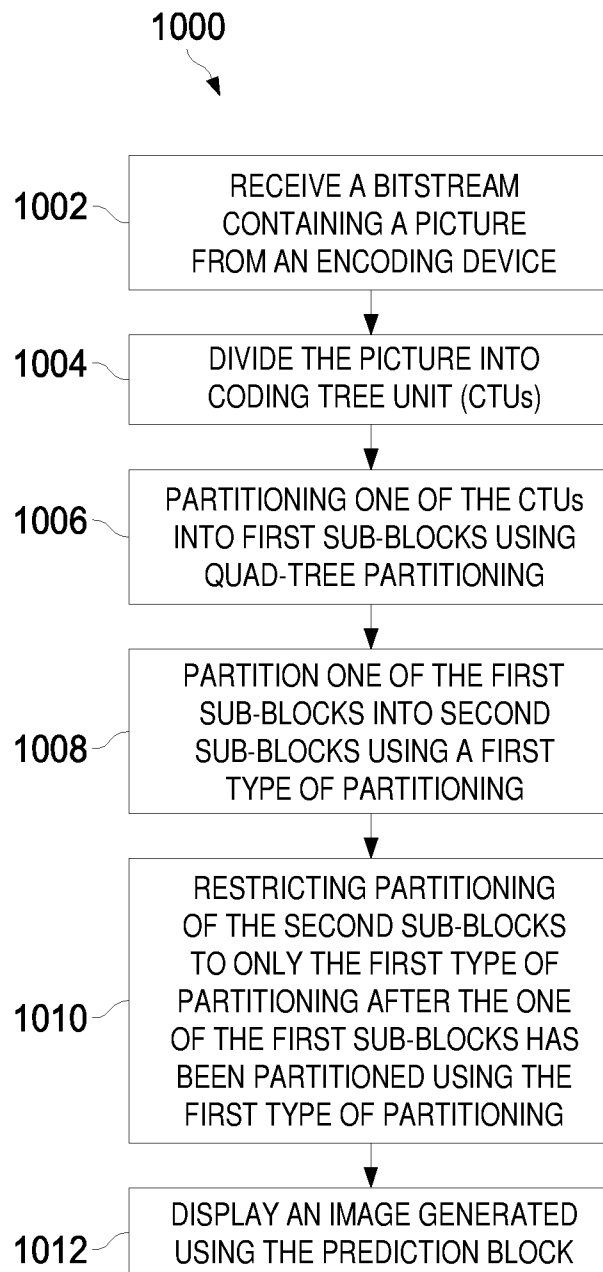 1000
1002
RECEIVE A BITSTREAM
CONTAINING A PICTURE
FROM AN ENCODING DEVICE
1004
DIVIDE THE PICTURE INTO
CODING TREE UNIT (CTUs)
1006
PARTITIONING ONE OF THE CTUs
INTO FIRST SUB-BLOCKS USING
QUAD-TREE PARTITIONING
1008
PARTITION ONE OF THE FIRST
SUB-BLOCKS INTO SECOND
SUB-BLOCKS USING A FIRST
TYPE OF PARTITIONING
1010
RESTRICTING PARTITIONING
OF THE SECOND SUB-BLOCKS
TO ONLY THE FIRST TYPE OF
PARTITIONING AFTER THE ONE
OF THE FIRST SUB-BLOCKS HAS
BEEN PARTITIONED USING THE
FIRST TYPE OF PARTITIONING
1012
DISPLAY AN IMAGE GENERATED
USING THE PREDICTION BLOCK